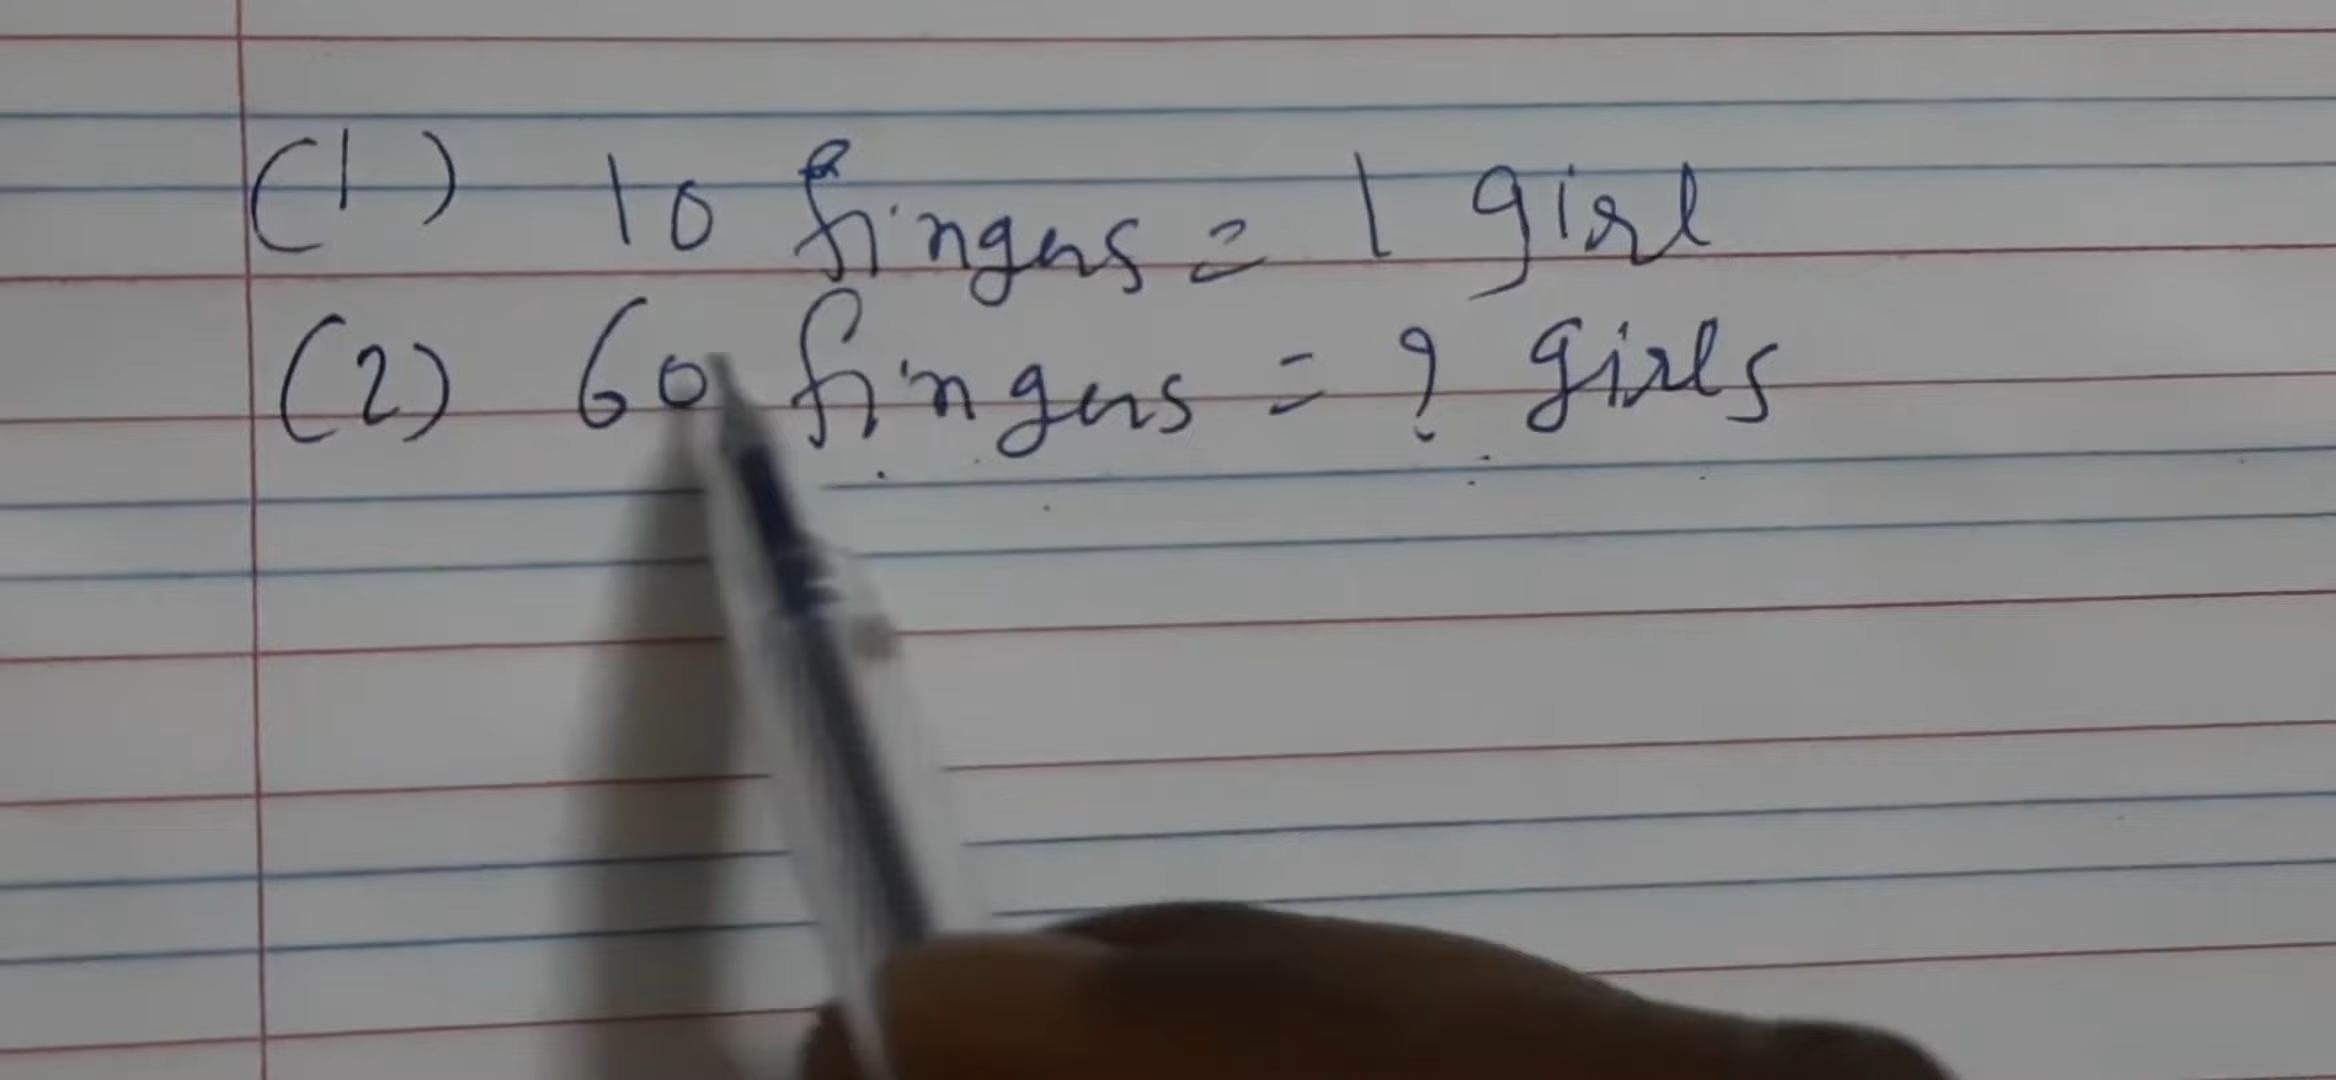 (1) 10 fingers = 1 girl
(2) 60 fingers = ? girls